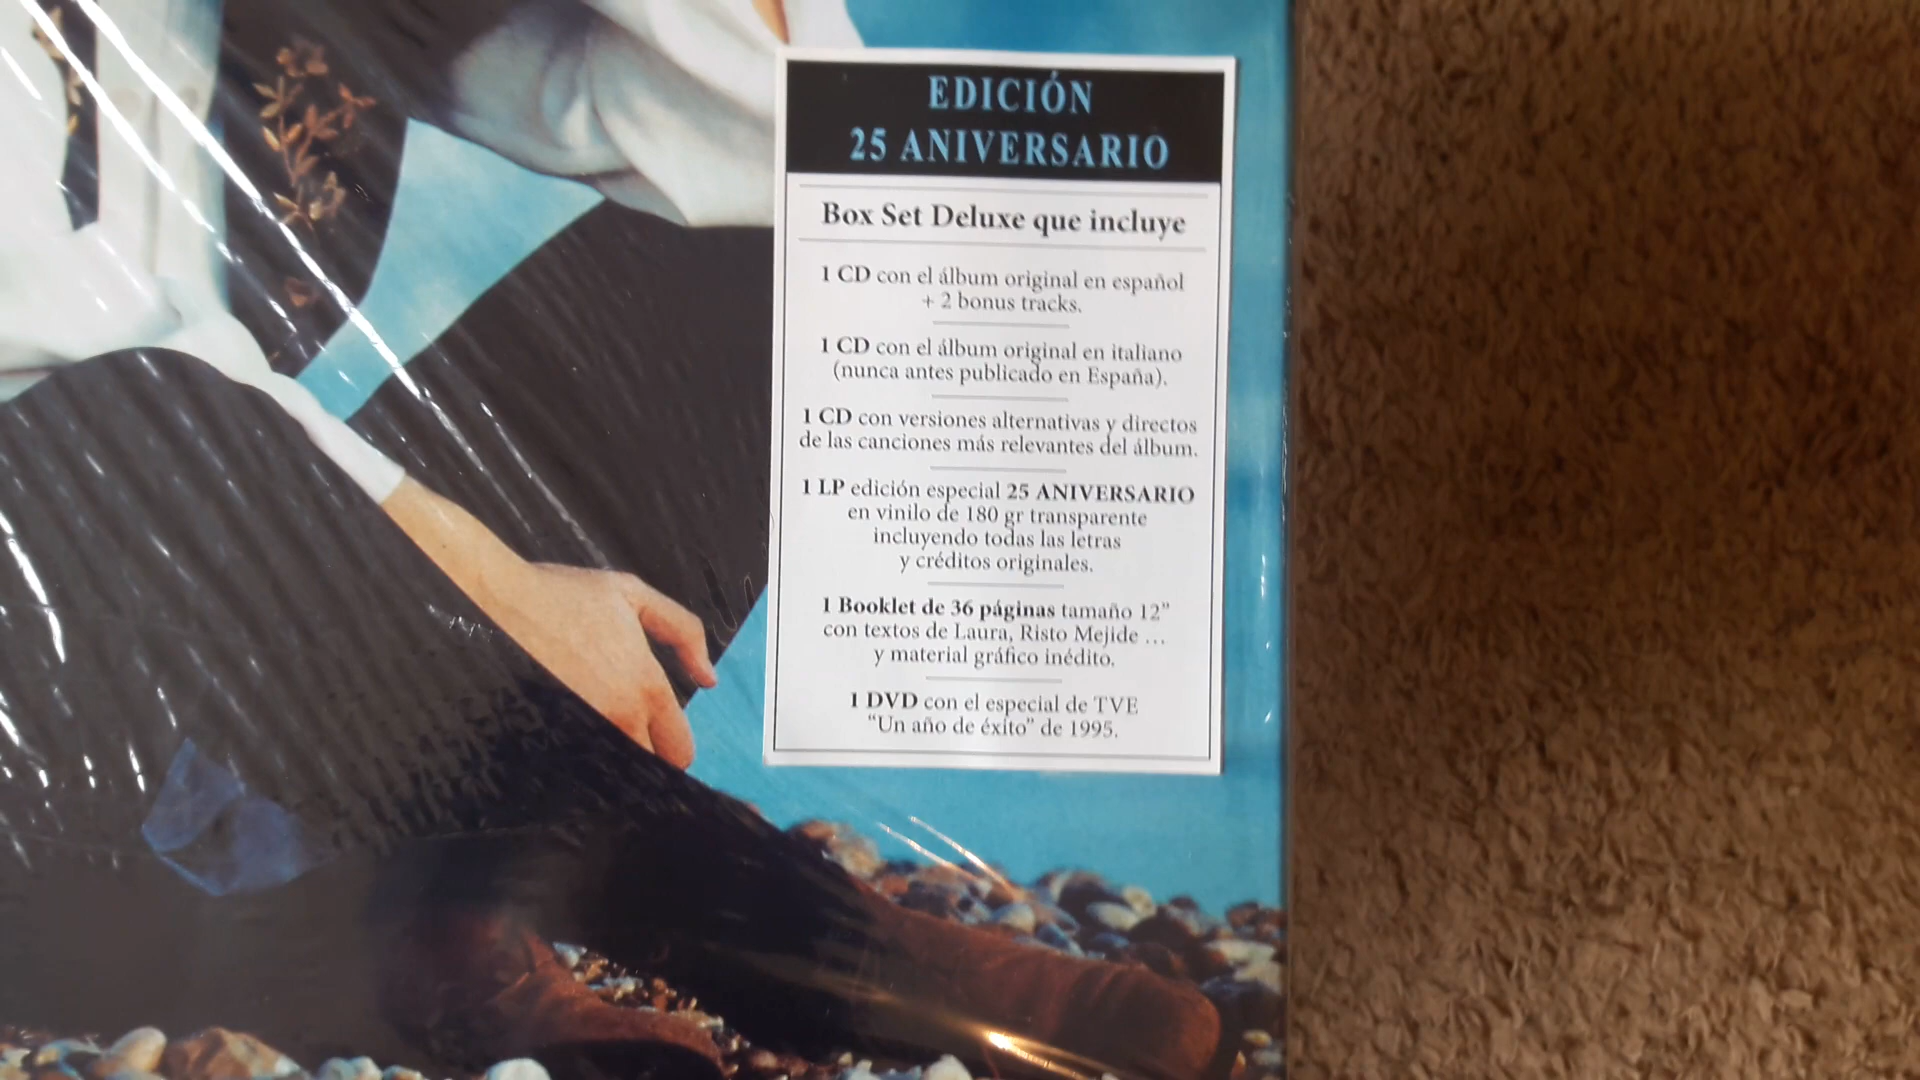 EDICIÓN
25 ANIVERSARIO
Box Set Deluxe que incluye
1 CD con el álbum original en español
+ 2 bonus tracks.
1 CD con el álbum original en italiano
(nunca antes publicado en España).
1 CD con versiones alternativas y directos
de las canciones más relevantes del álbum.
1 LP edición especial 25 ANIVERSARIO
en vinilo de 180 gr transparente
incluyendo todas las letras
y créditos originales.
1 Booklet de 36 páginas tamaño 12”
con textos de Laura, Risto Mejide ...
y material gráfico inédito.
1 DVD con el especial de TVE
“Un año de éxito” de 1995.